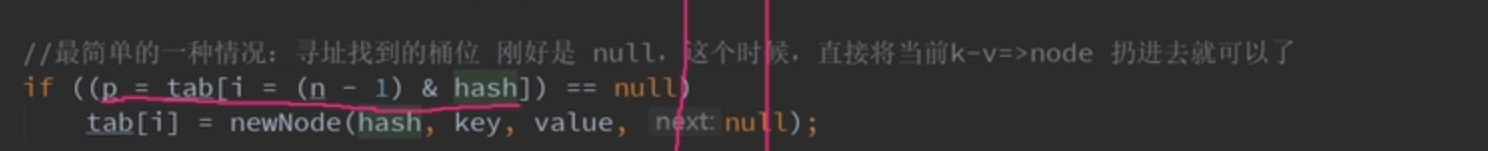 //最简单的一种情况：寻址找到的桶位 刚好是 null，这个时候，直接将当前k-v=>node 扔进去就可以了
if ((p = tab[i = (n - 1) & hash]) == null)
tab[i] = newNode(hash, key, value, next: null);